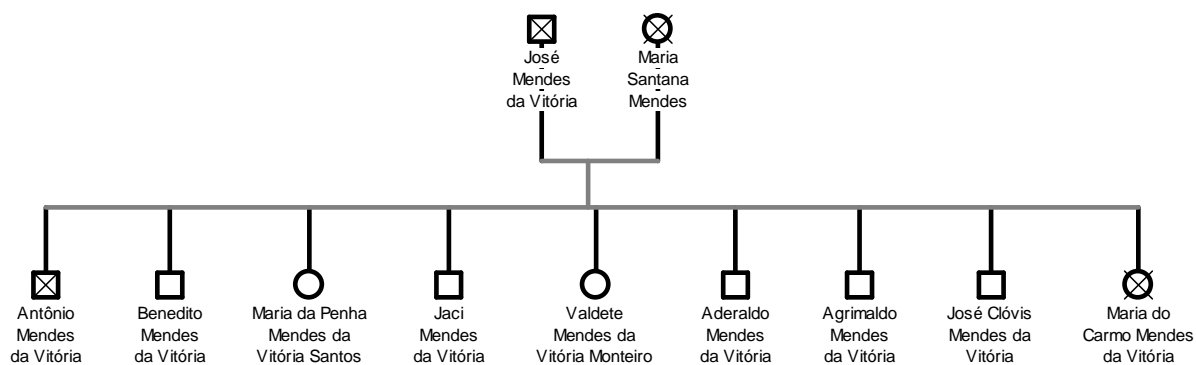 José
Mendes
da Vitória
Maria
Santana
Mendes
Antônio
Mendes
da Vitória
Benedito
Mendes
da Vitória
Maria da Penha
Mendes da
Vitória Santos
Jaci
Mendes
da Vitória
Valdete
Mendes da
Vitória Monteiro
Aderaldo
Mendes
da Vitória
Agrimaldo
Mendes
da Vitória
José Clóvis
Mendes da
Vitória
Maria do
Carmo Mendes
da Vitória